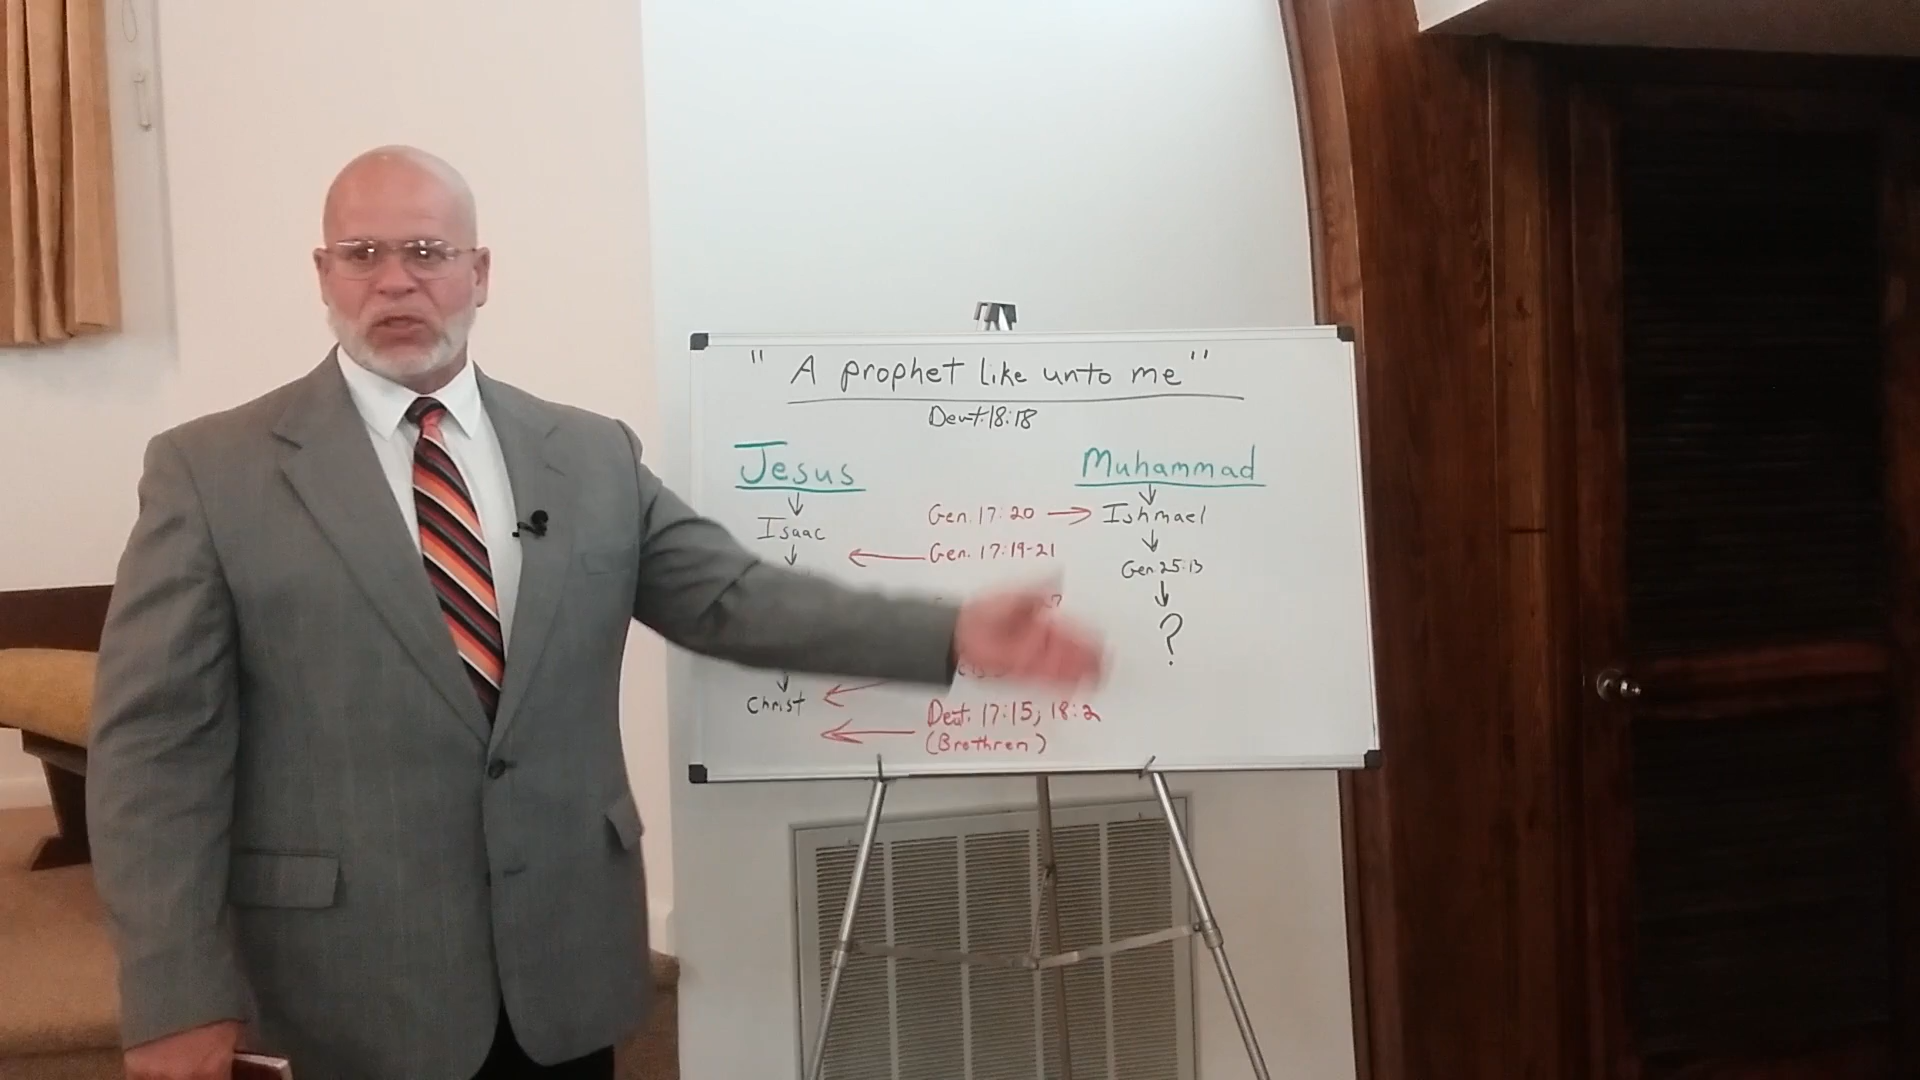 "A prophet like unto me"
Deut. 18:18
Jesus
Isaac
Christ
Gen. 17:20
Gen. 17:19-21
Deut. 17:15; 18:2
(Brethren)
Muhammad
Ishmael
Gen. 25:13
?